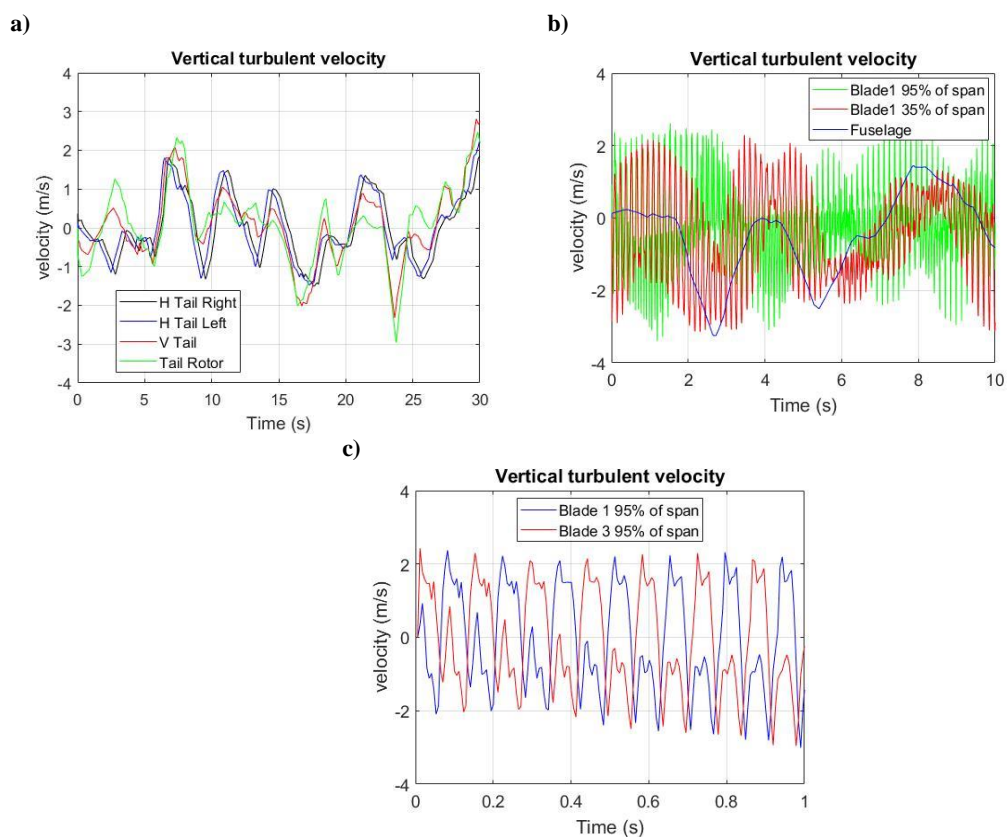 a)
Vertical turbulent velocity
4
3
2
1
0
-1
-2
-3
-4
velocity (m/s)
H Tail Right
H Tail Left
V Tail
Tail Rotor
0 5 10 15 20 25 30
Time (s)
b)
Vertical turbulent velocity
4
2
0
-2
-4
velocity (m/s)
Blade1 95% of span
Blade1 35% of span
Fuselage
0 2 4 6 8 10
Time (s)
c)
Vertical turbulent velocity
4
2
0
-2
-4
velocity (m/s)
Blade 1 95% of span
Blade 3 95% of span
0 0.2 0.4 0.6 0.8 1
Time (s)